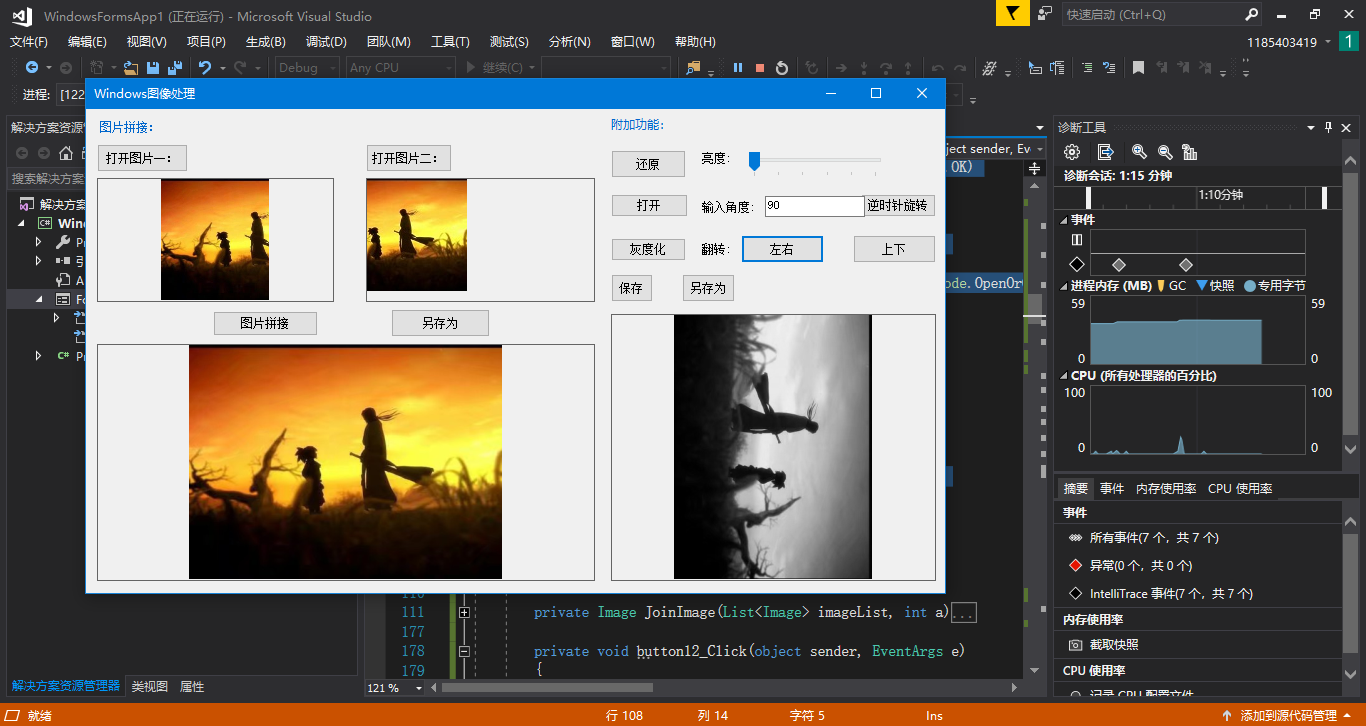 WindowsFormsApp1 (正在运行) - Microsoft Visual Studio
快速启动 (Ctrl+Q)
文件(F) 编辑(E) 视图(V) 项目(P) 生成(B) 调试(D) 团队(M) 工具(T) 测试(S) 分析(N) 窗口(W) 帮助(H)
1185403419
1
Debug Any CPU 继续(C)
进程: [122
Windows图像处理
图片拼接:
附加功能:
打开图片一:
打开图片二:
还原
亮度:
打开
输入角度:
90
逆时针旋转
灰度化
翻转:
左右
上下
保存
另存为
图片拼接
另存为
解决方案资源管
搜索解决方案
解决方案
Win
ject sender, Ev
OK)
ode.OpenOr
111 private Image JoinImage(List<Image> imageList, int a)...
177
178 private void button12_Click(object sender, EventArgs e)
179 {
121 %
解决方案资源管理器 类视图 属性
诊断工具
诊断会话: 1:15 分钟
1:10分钟
事件
进程内存 (MB) GC 快照 专用字节
59 59
0 0
CPU (所有处理器的百分比)
100 100
0 0
摘要 事件 内存使用率 CPU 使用率
事件
所有事件(7 个，共 7 个)
异常(0 个，共 0 个)
IntelliTrace 事件(7 个，共 7 个)
内存使用率
截取快照
CPU 使用率
记录 CPU 配置文件
就绪 行 108 列 14 字符 5 Ins 添加到源代码管理